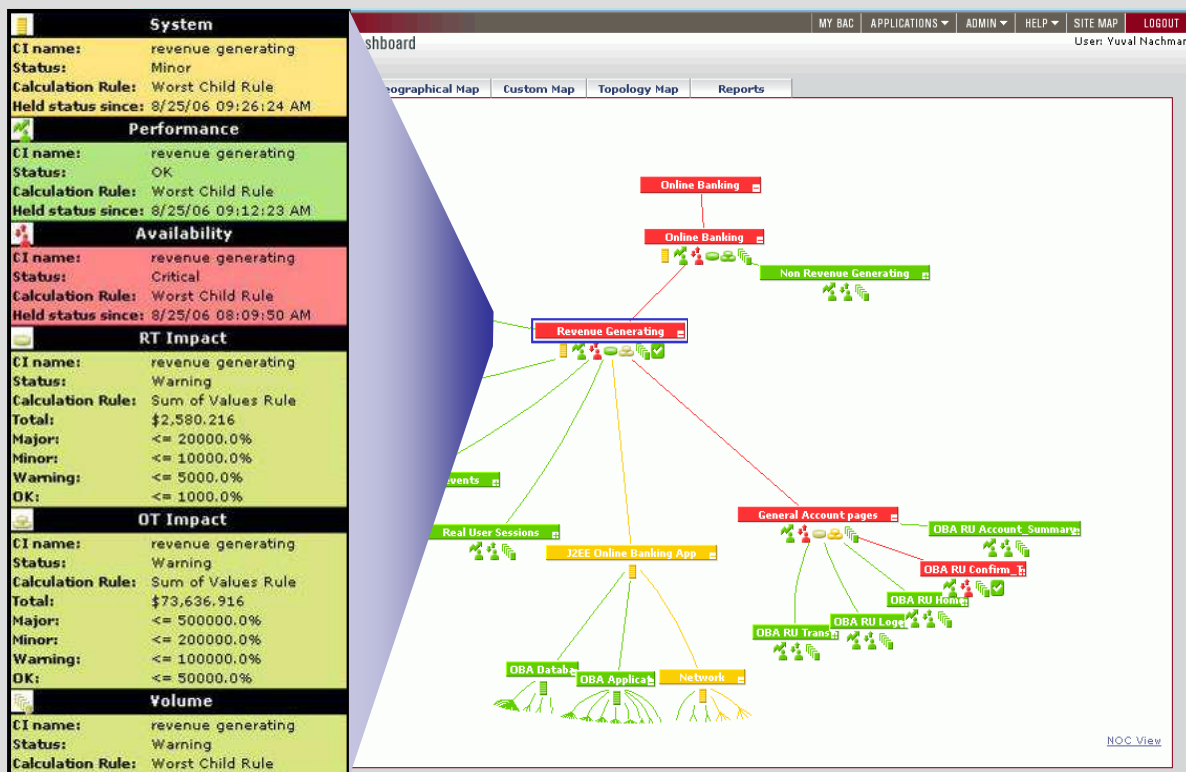 System
CI name: revenue generating
Status: Minor
Calculation Rule: Worst Child Rule
Held status since: 8/25/06 09:26:24 AM
Performance
CI name: revenue generating
Status: OK
Calculation Rule: Worst Child Rule
Held status since: 8/25/06 09:12:23 AM
Availability
CI name: revenue generating
Status: Critical
Calculation Rule: Worst Child Rule
Held status since: 8/25/06 08:09:50 AM
RT Impact
CI name: revenue generating
Status: Warning
Calculation Rule: Sum of Values Rule
Total: $2,580.216
Major: <= 20000.0%
Minor: <= 10000.0%
Warning: <= 5000.0%
OK: <= 1000.0%
OT Impact
CI name: revenue generating
Status: Warning
Calculation Rule: Sum of Values Rule
Total: $73,636.916
Major: <= 500000.0%
Minor: <= 200000.0%
Warning: <= 100000.0%
OK: <= 50000.0%
Volume
CI name: revenue generating
Status: Warning
Calculation Rule: Worst Child Rule
MY BAC APPLICATIONS ADMIN HELP SITE MAP LOGOUT
shboard
User: Yuval Nachmar
eographical Map Custom Map Topology Map Reports
Online Banking
Online Banking
Non Revenue Generating
Revenue Generating
vents
General Account pages
Real User Sessions
OBA RU Account_Summary
J2EE Online Banking App
OBA RU Confirm_T
OBA RU Home
OBA RU Log
OBA RU Trans
OBA Databa
OBA Applicat
Network
NOC View